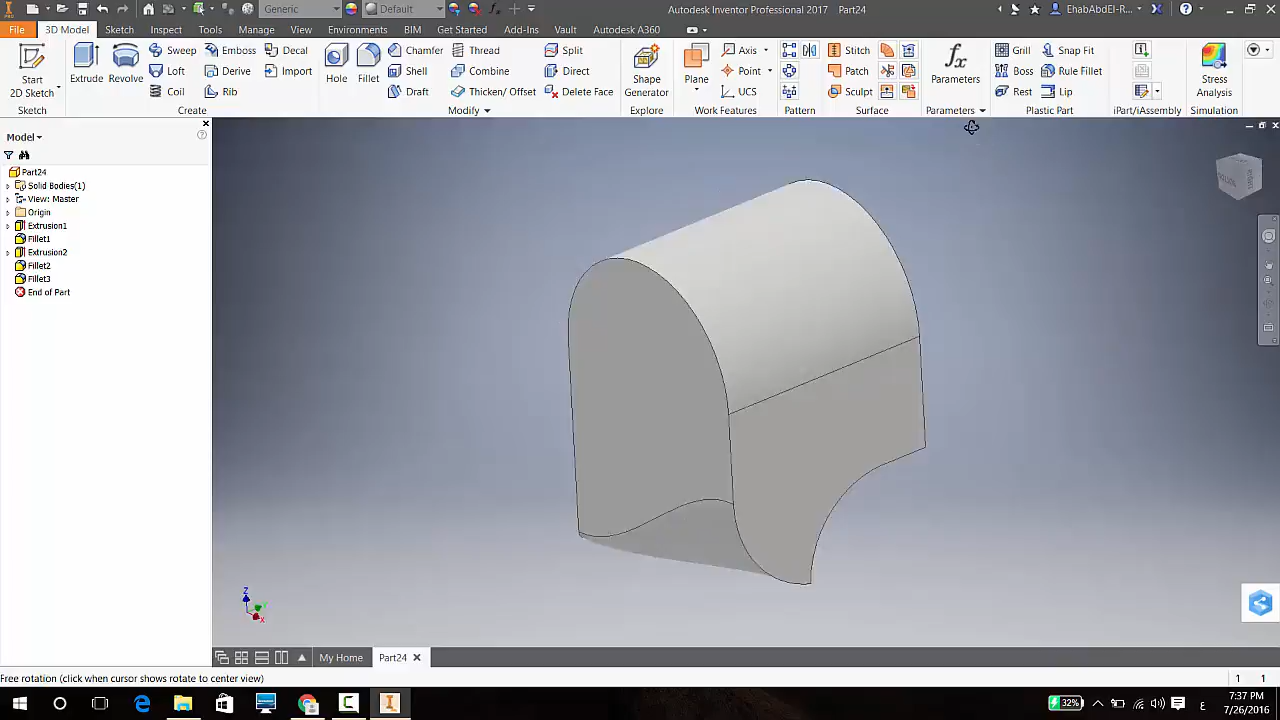 Generic
Default
Autodesk Inventor Professional 2017 Part24
EhabAbdEl-R...
File 3D Model Sketch Inspect Tools Manage View Environments BIM Get Started Add-Ins Vault Autodesk A360
Start
2D Sketch
Sketch
Extrude
Revolve
Sweep
Loft
Coil
Emboss
Derive
Rib
Decal
Import
Create
Hole
Fillet
Chamfer
Shell
Draft
Thread
Combine
Thicken/ Offset
Split
Direct
Delete Face
Modify
Shape
Generator
Explore
Plane
Axis
Point
UCS
Work Features
Pattern
Stitch
Patch
Sculpt
Surface
fx
Parameters
Parameters
Grill
Boss
Rest
Snap Fit
Rule Fillet
Lip
Plastic Part
iPart/iAssembly
Stress
Analysis
Simulation
Model
Part24
Solid Bodies(1)
View: Master
Origin
Extrusion1
Fillet1
Extrusion2
Fillet2
Fillet3
End of Part
Z
X
My Home
Part24
Free rotation (click when cursor shows rotate to center view)
1 1
32%
7:37 PM
7/26/2016